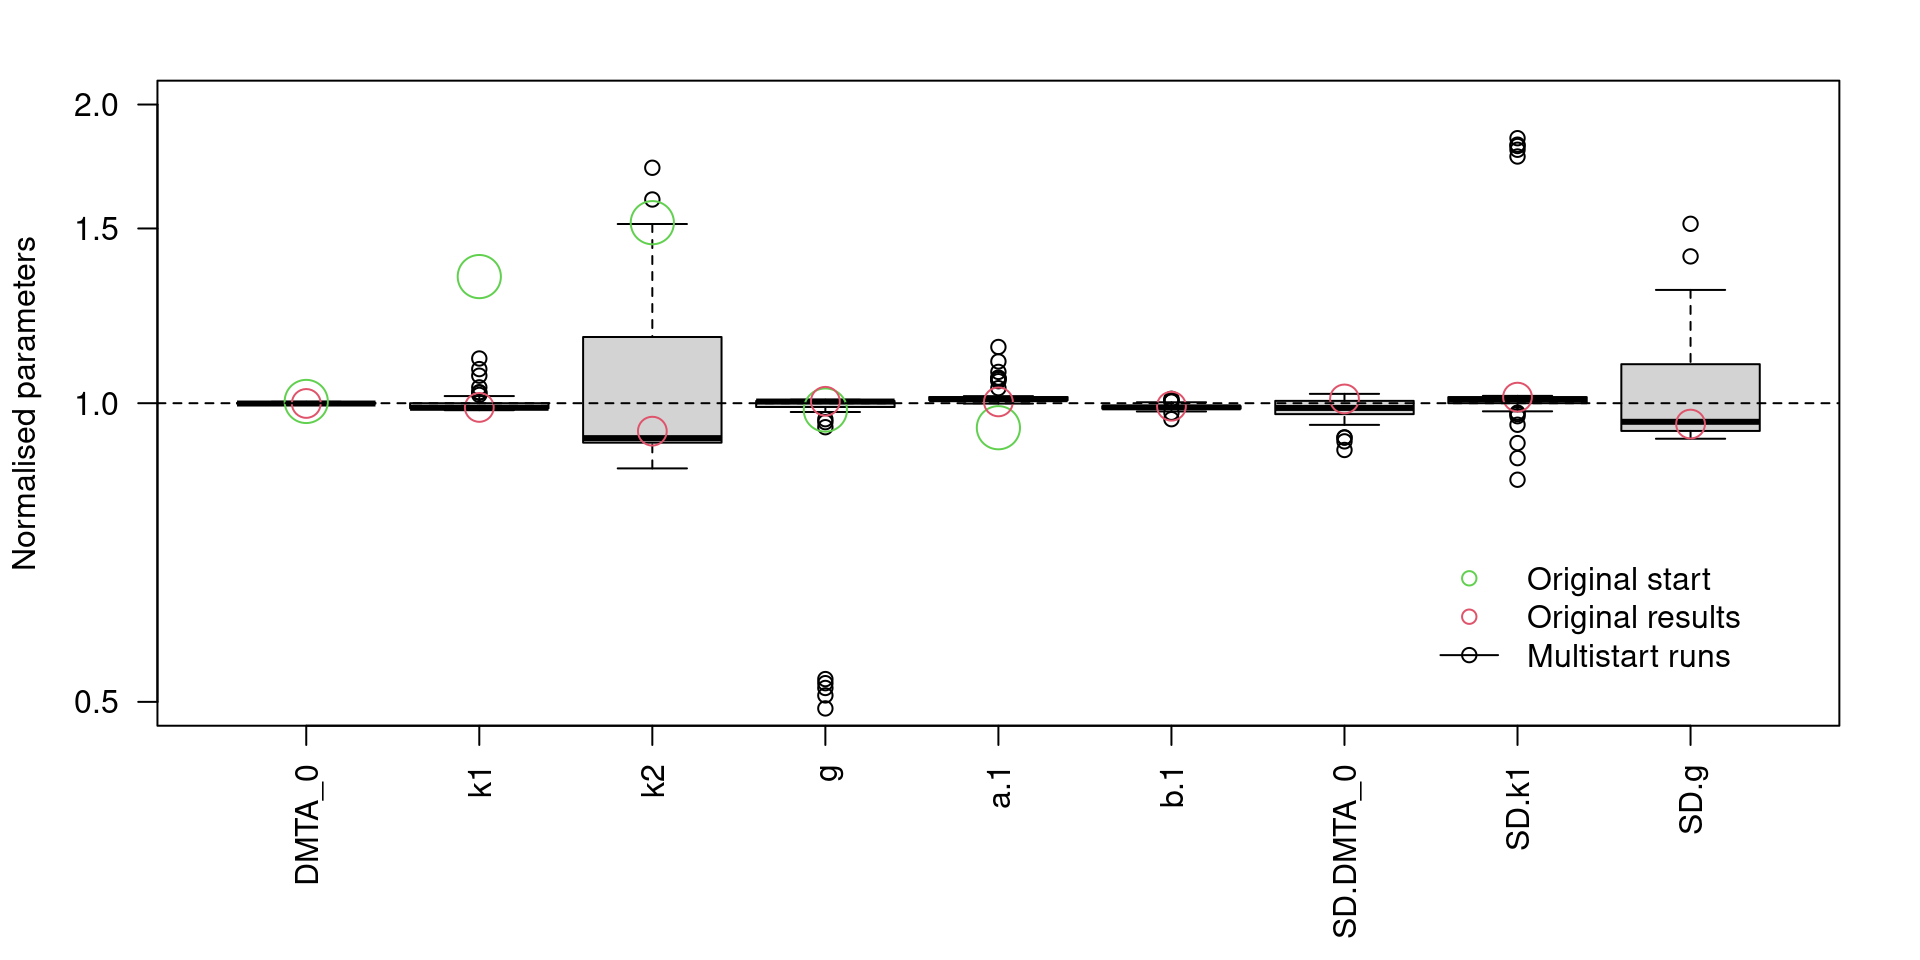 Normalised parameters
2.0
1.5
1.0
0.5
Original start
Original results
Multistart runs
DMTA_0
k1
k2
g
a.1
b.1
SD.DMTA_0
SD.k1
SD.g